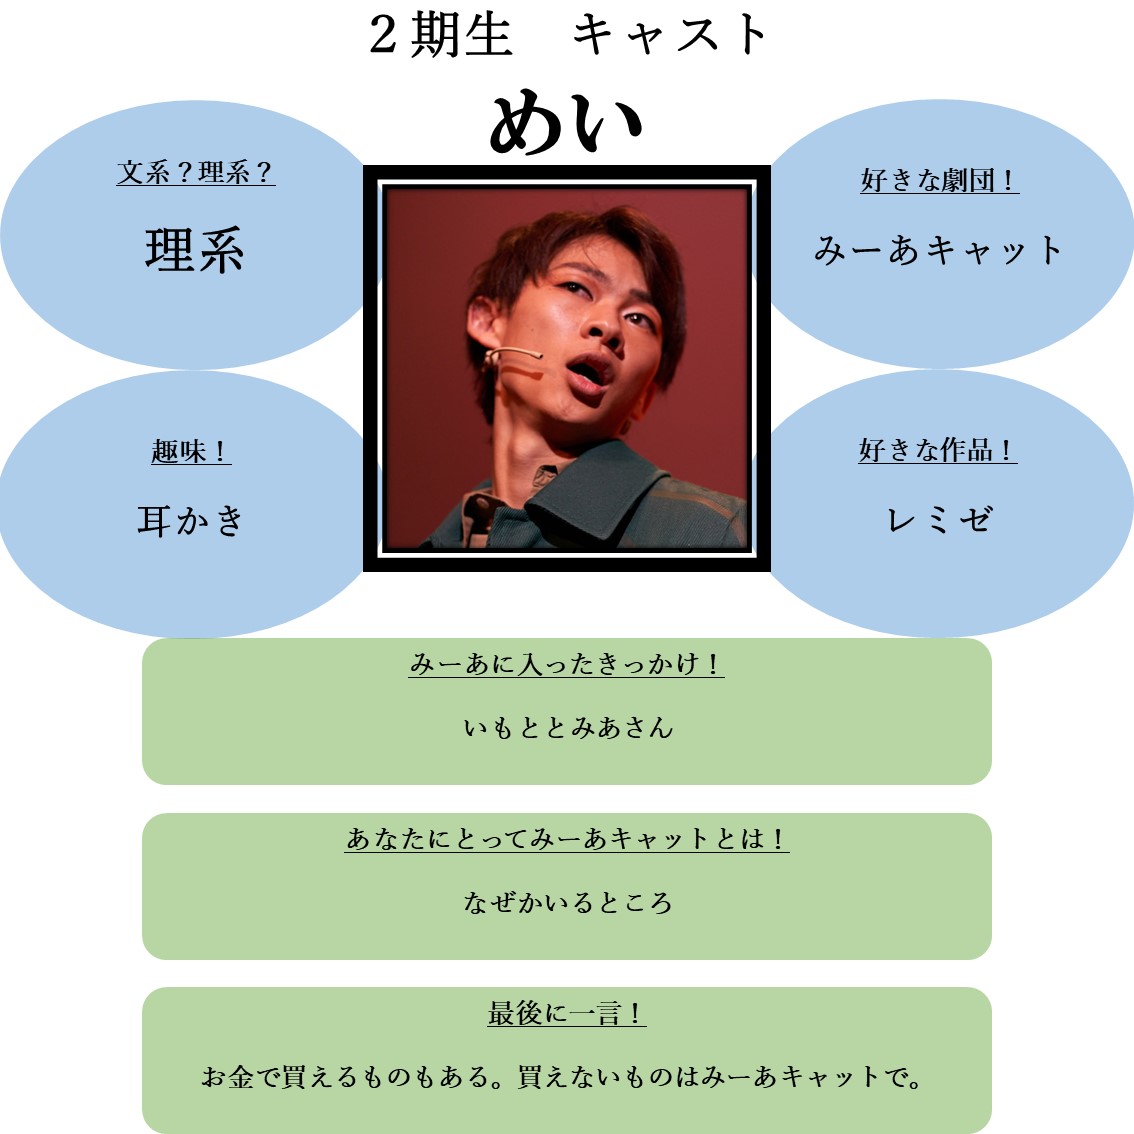 ２期生　キャスト
めい
文系？理系？
理系
好きな劇団！
みーあキャット
趣味！
耳かき
好きな作品！
レミゼ
みーあに入ったきっかけ！
いもととみあさん
あなたにとってみーあキャットとは！
なぜかいるところ
最後に一言！
お金で買えるものもある。買えないものはみーあキャットで。